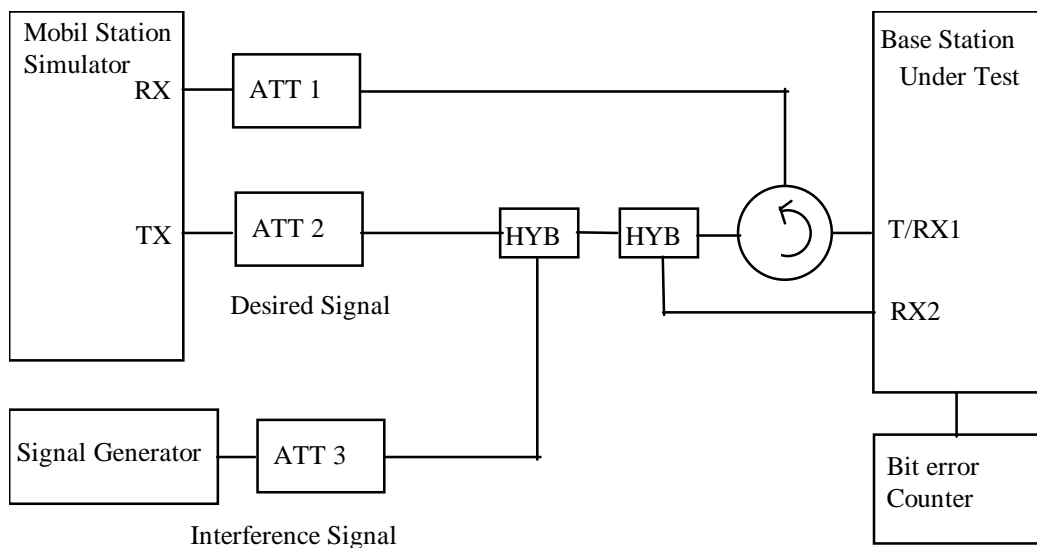 Mobil Station
Simulator
RX
TX
ATT 1
ATT 2
Desired Signal
HYB
HYB
Base Station
Under Test
T/RX1
RX2
Signal Generator
ATT 3
Interference Signal
Bit error
Counter